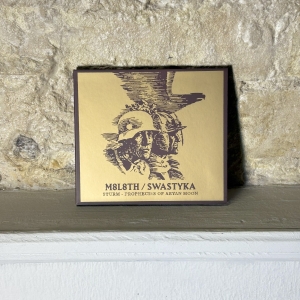 M8L8TH / SWASTYKA
STURM - PROPHECIES OF ARYAN MOON